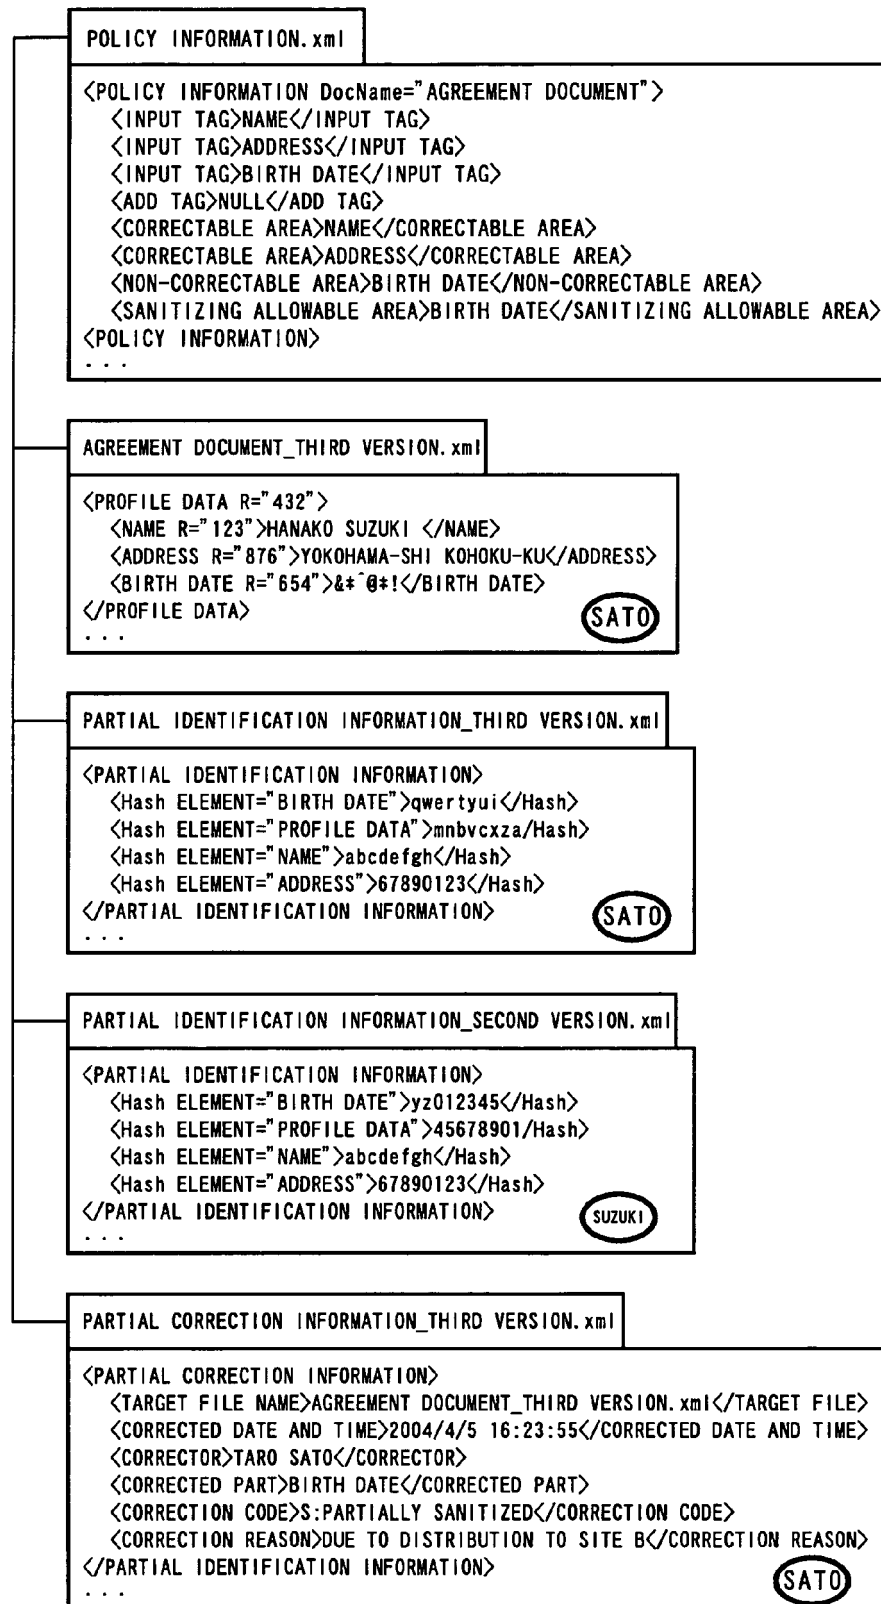 POLICY INFORMATION.xml
<POLICY INFORMATION DocName="AGREEMENT DOCUMENT">
<INPUT TAG>NAME</INPUT TAG>
<INPUT TAG>ADDRESS</INPUT TAG>
<INPUT TAG>BIRTH DATE</INPUT TAG>
<ADD TAG>NULL</ADD TAG>
<CORRECTABLE AREA>NAME</CORRECTABLE AREA>
<CORRECTABLE AREA>ADDRESS</CORRECTABLE AREA>
<NON-CORRECTABLE AREA>BIRTH DATE</NON-CORRECTABLE AREA>
<SANITIZING ALLOWABLE AREA>BIRTH DATE</SANITIZING ALLOWABLE AREA>
<POLICY INFORMATION>
...
AGREEMENT DOCUMENT_THIRD VERSION.xml
<PROFILE DATA R="432">
<NAME R="123">HANAKO SUZUKI </NAME>
<ADDRESS R="876">YOKOHAMA-SHI KOHOKU-KU</ADDRESS>
<BIRTH DATE R="654">&*^@*!</BIRTH DATE>
</PROFILE DATA>
SATO
...
PARTIAL IDENTIFICATION INFORMATION_THIRD VERSION.xml
<PARTIAL IDENTIFICATION INFORMATION>
<Hash ELEMENT="BIRTH DATE">qwertyui</Hash>
<Hash ELEMENT="PROFILE DATA">mnbvcxza/Hash>
<Hash ELEMENT="NAME">abcdefgh</Hash>
<Hash ELEMENT="ADDRESS">67890123</Hash>
</PARTIAL IDENTIFICATION INFORMATION>
SATO
...
PARTIAL IDENTIFICATION INFORMATION_SECOND VERSION.xml
<PARTIAL IDENTIFICATION INFORMATION>
<Hash ELEMENT="BIRTH DATE">yz012345</Hash>
<Hash ELEMENT="PROFILE DATA">45678901/Hash>
<Hash ELEMENT="NAME">abcdefgh</Hash>
<Hash ELEMENT="ADDRESS">67890123</Hash>
</PARTIAL IDENTIFICATION INFORMATION>
SUZUKI
...
PARTIAL CORRECTION INFORMATION_THIRD VERSION.xml
<PARTIAL CORRECTION INFORMATION>
<TARGET FILE NAME>AGREEMENT DOCUMENT_THIRD VERSION.xml</TARGET FILE>
<CORRECTED DATE AND TIME>2004/4/5 16:23:55</CORRECTED DATE AND TIME>
<CORRECTOR>TARO SATO</CORRECTOR>
<CORRECTED PART>BIRTH DATE</CORRECTED PART>
<CORRECTION CODE>S:PARTIALLY SANITIZED</CORRECTION CODE>
<CORRECTION REASON>DUE TO DISTRIBUTION TO SITE B</CORRECTION REASON>
</PARTIAL IDENTIFICATION INFORMATION>
SATO
...